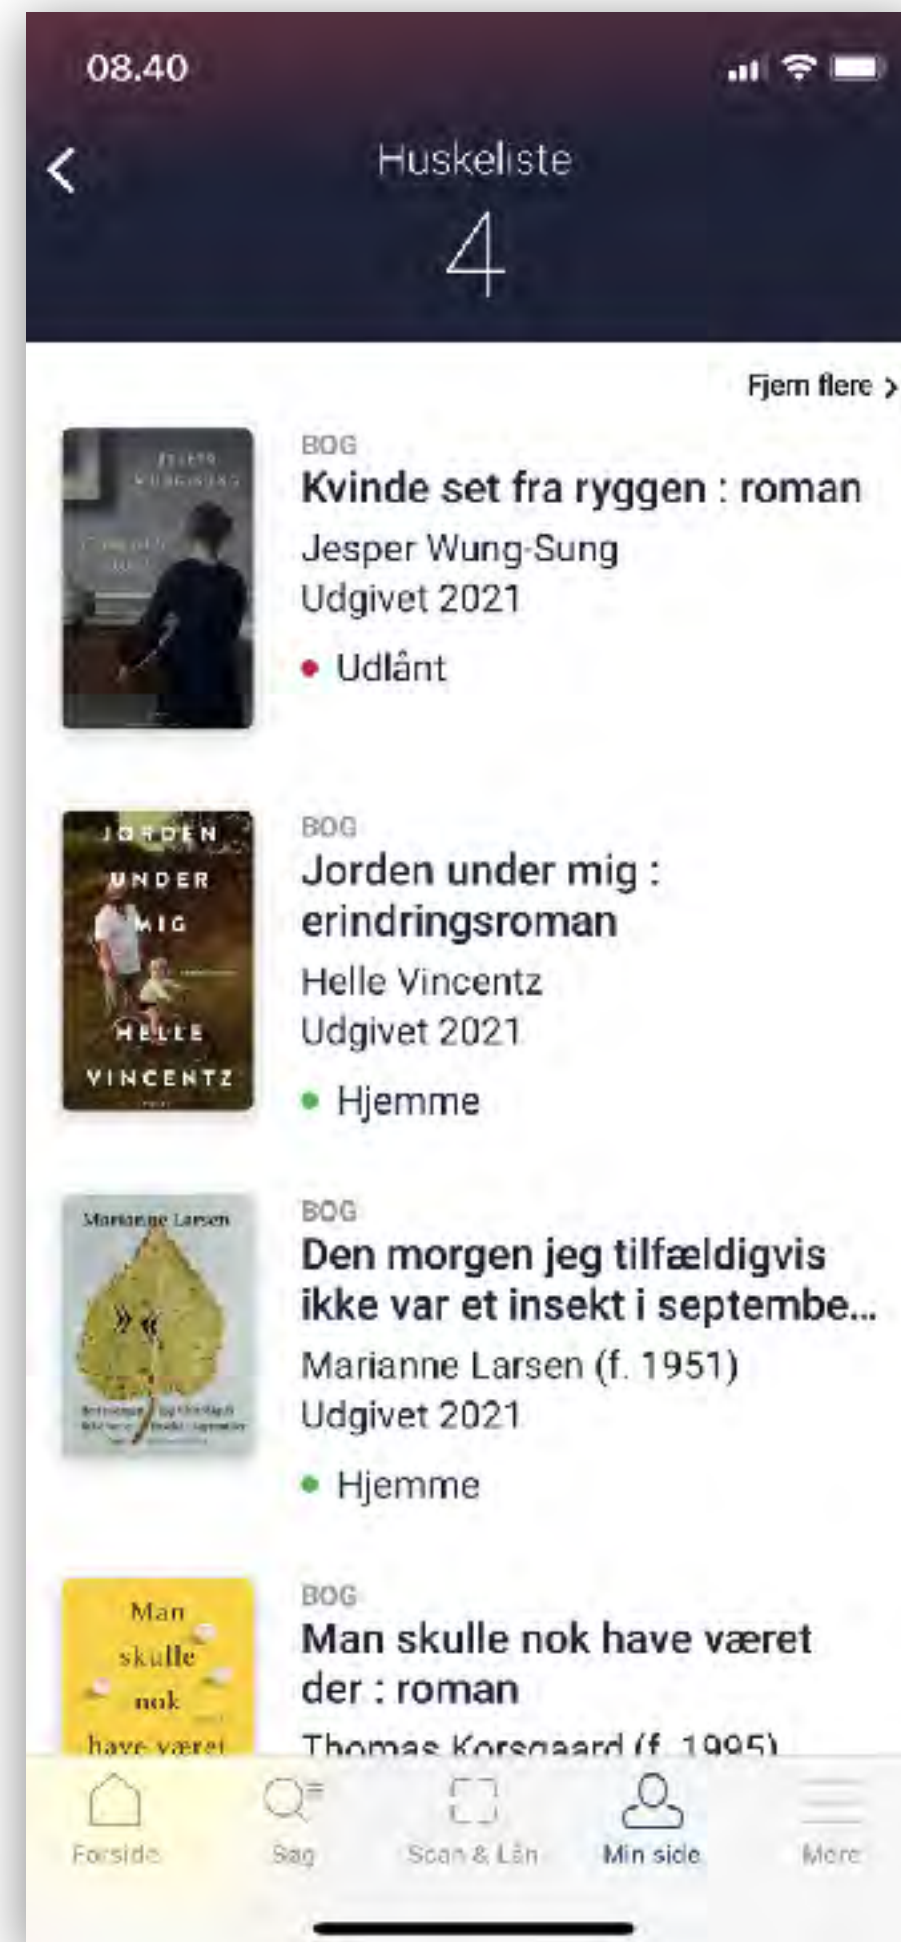 08.40
Huskeliste
4
Fjern flere
BOG
Kvinde set fra ryggen : roman
Jesper Wung-Sung
Udgivet 2021
Udlånt
JORDEN
UNDER
MIG
HELLE
VINCENTZ
BOG
Jorden under mig :
erindringsroman
Helle Vincentz
Udgivet 2021
Hjemme
Marianne Larsen
BOG
Den morgen jeg tilfældigvis
ikke var et insekt i septembe...
Marianne Larsen (f. 1951)
Udgivet 2021
Hjemme
Man
skulle
nok
have været
BOG
Man skulle nok have været
der : roman
Thomas Korsgaard (f. 1995)
Forside
Søg
Scan & Lån
Min side
Mere